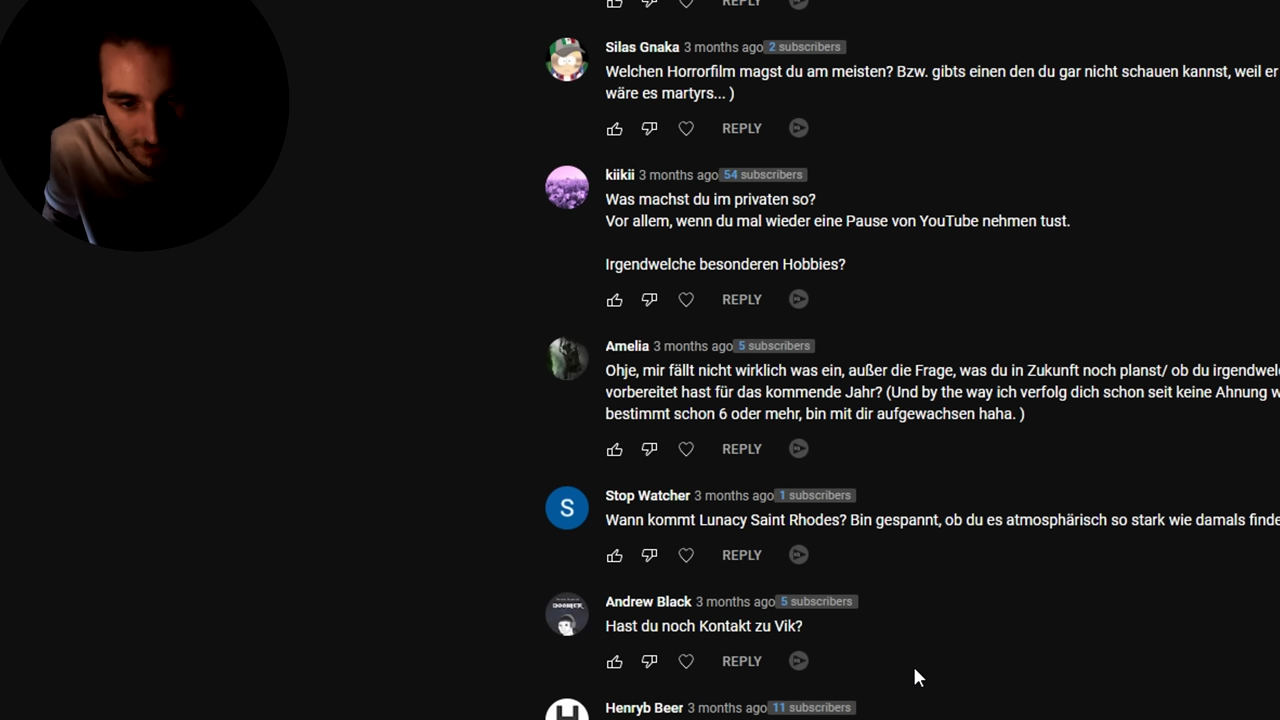 REPLY
Silas Gnaka 3 months ago 2 subscribers
Welchen Horrorfilm magst du am meisten? Bzw. gibts einen den du gar nicht schauen kannst, weil er
wäre es martyrs... )
REPLY
kiikii 3 months ago 54 subscribers
Was machst du im privaten so?
Vor allem, wenn du mal wieder eine Pause von YouTube nehmen tust.
Irgendwelche besonderen Hobbies?
REPLY
Amelia 3 months ago 5 subscribers
Ohje, mir fällt nicht wirklich was ein, außer die Frage, was du in Zukunft noch planst/ ob du
vorbereitet hast für das kommende Jahr? (Und by the way ich verfolg dich schon seit keine Ahnung
bestimmt schon 6 oder mehr, bin mit dir aufgewachsen haha. )
REPLY
S
Stop Watcher 3 months ago 1 subscribers
Wann kommt Lunacy Saint Rhodes? Bin gespannt, ob du es atmosphärisch so stark wie damals
REPLY
Andrew Black 3 months ago 5 subscribers
Hast du noch Kontakt zu Vik?
REPLY
H
Henryb Beer 3 months ago 11 subscribers